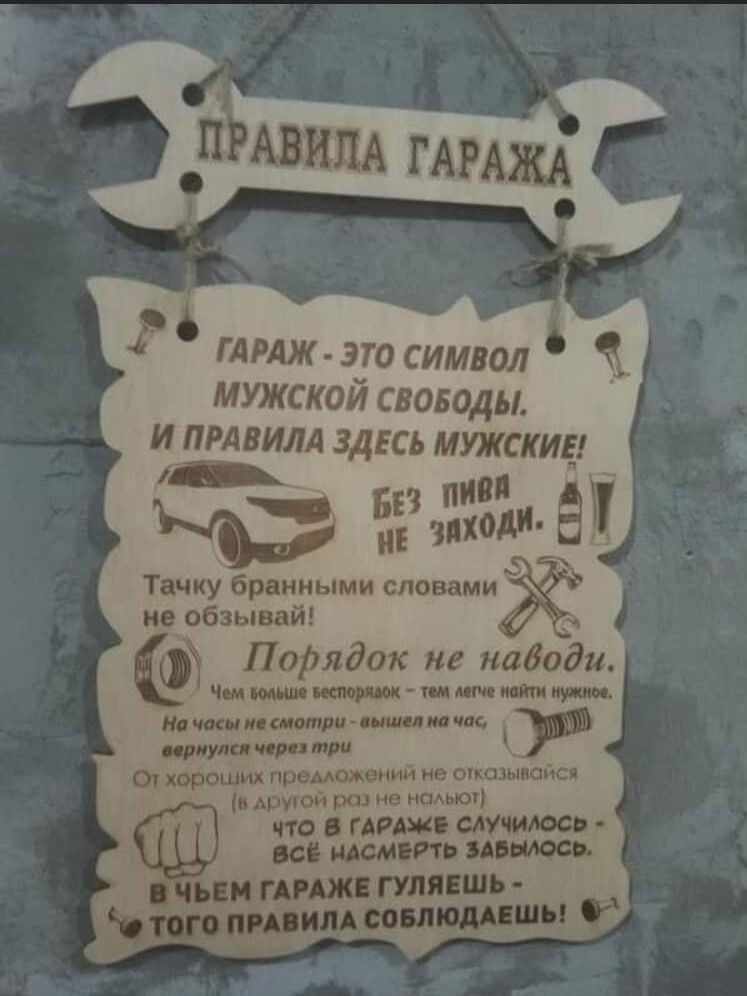 ПРАВИЛА ГАРАЖА
ГАРАЖ - ЭТО СИМВОЛ
МУЖСКОЙ СВОБОДЫ.
И ПРАВИЛА ЗДЕСЬ МУЖСКИЕ!
БЕЗ ПИВА
НЕ ЗАХОДИ.
Тачку бранными словами
не обзывай!
Порядок не наводи.
Чем больше беспорядок – тем легче найти нужное.
На часы не смотри - вышел на час,
вернулся через три
От хороших предложений не отказывайся
(в другой раз не нальют)
ЧТО В ГАРАЖЕ СЛУЧИЛОСЬ -
ВСЁ НАСМЕРТЬ ЗАБЫЛОСЬ.
В ЧЬЕМ ГАРАЖЕ ГУЛЯЕШЬ -
ТОГО ПРАВИЛА СОБЛЮДАЕШЬ!